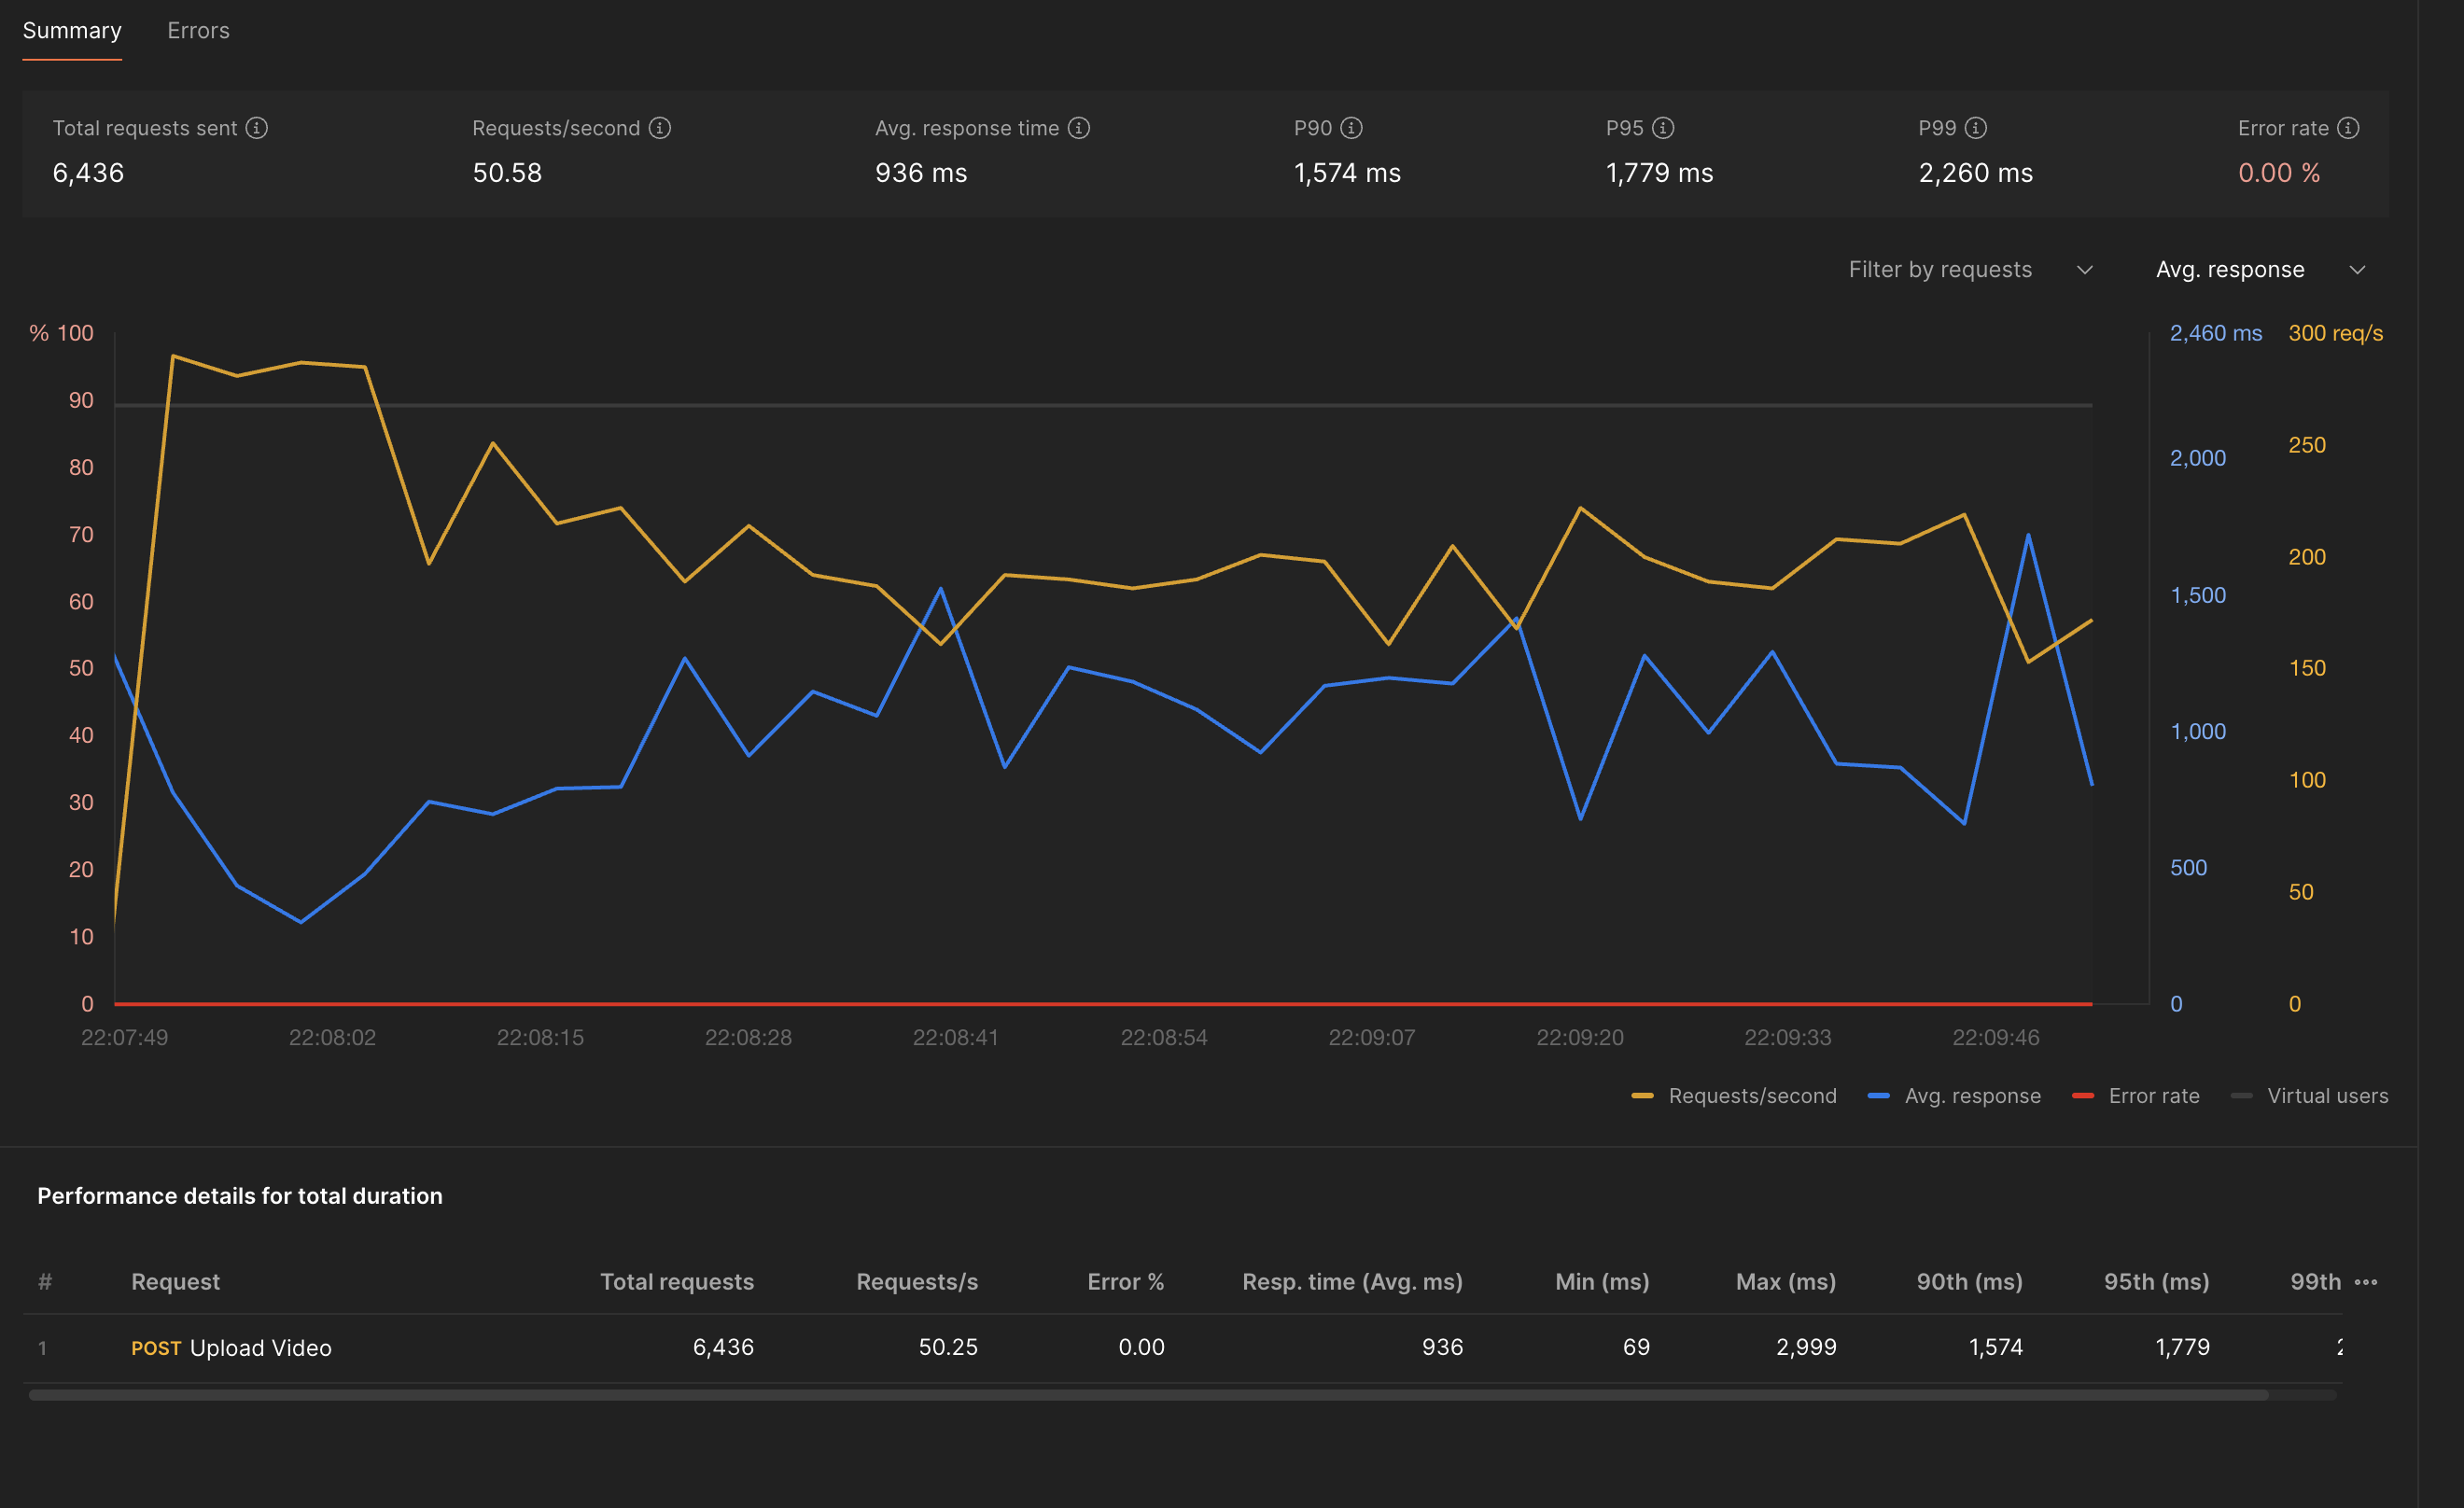 Summary Errors
Total requests sent Requests/second Avg. response time P90 P95 P99 Error rate
6,436 50.58 936 ms 1,574 ms 1,779 ms 2,260 ms 0.00 %
Filter by requests Avg. response
% 100 2,460 ms 300 req/s
90
80 2,000 250
70
60 1,500 200
50 150
40 1,000
30 100
20 500
10 50
0 0 0
22:07:49 22:08:02 22:08:15 22:08:28 22:08:41 22:08:54 22:09:07 22:09:20 22:09:33 22:09:46
Requests/second Avg. response Error rate Virtual users
Performance details for total duration
# Request Total requests Requests/s Error % Resp. time (Avg. ms) Min (ms) Max (ms) 90th (ms) 95th (ms) 99th
1 POST Upload Video 6,436 50.25 0.00 936 69 2,999 1,574 1,779